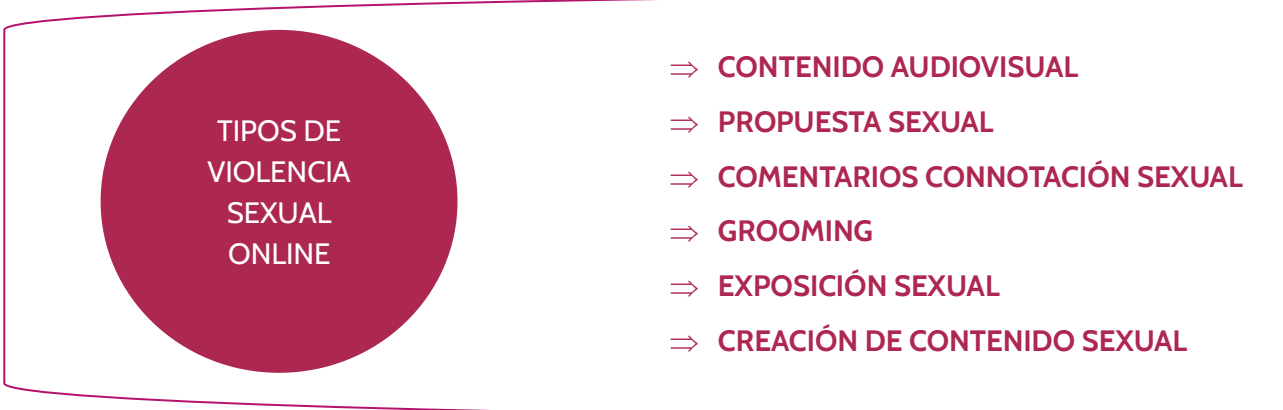 TIPOS DE
VIOLENCIA
SEXUAL
ONLINE
⇒ CONTENIDO AUDIOVISUAL
⇒ PROPUESTA SEXUAL
⇒ COMENTARIOS CONNOTACIÓN SEXUAL
⇒ GROOMING
⇒ EXPOSICIÓN SEXUAL
⇒ CREACIÓN DE CONTENIDO SEXUAL